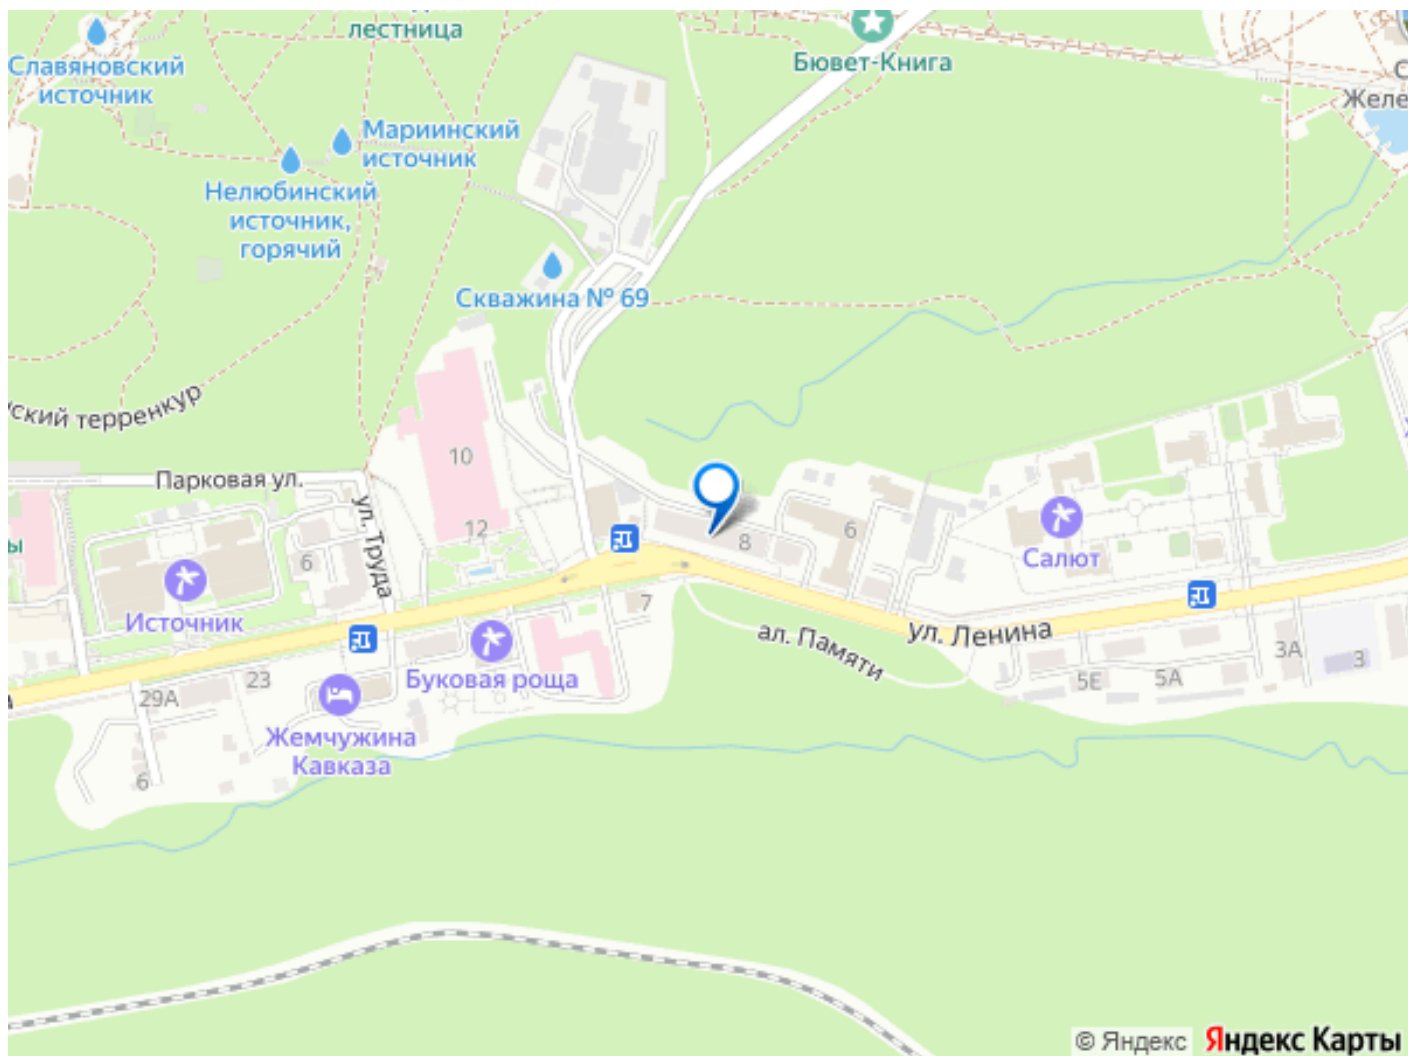 лестница
Бювет-Книга
Славяновский
источник
Желе
Мариинский
источник
Нелюбинский
источник,
горячий
Скважина № 69
ский терренкур
Парковая ул.
ул. Труда
10
12
6
8
6
7
Источник
Салют
Буковая роща
ул. Ленина
ал. Памяти
23
29А
Жемчужина
Кавказа
6
5Е
5А
3А
3
© Яндекс Яндекс Карты